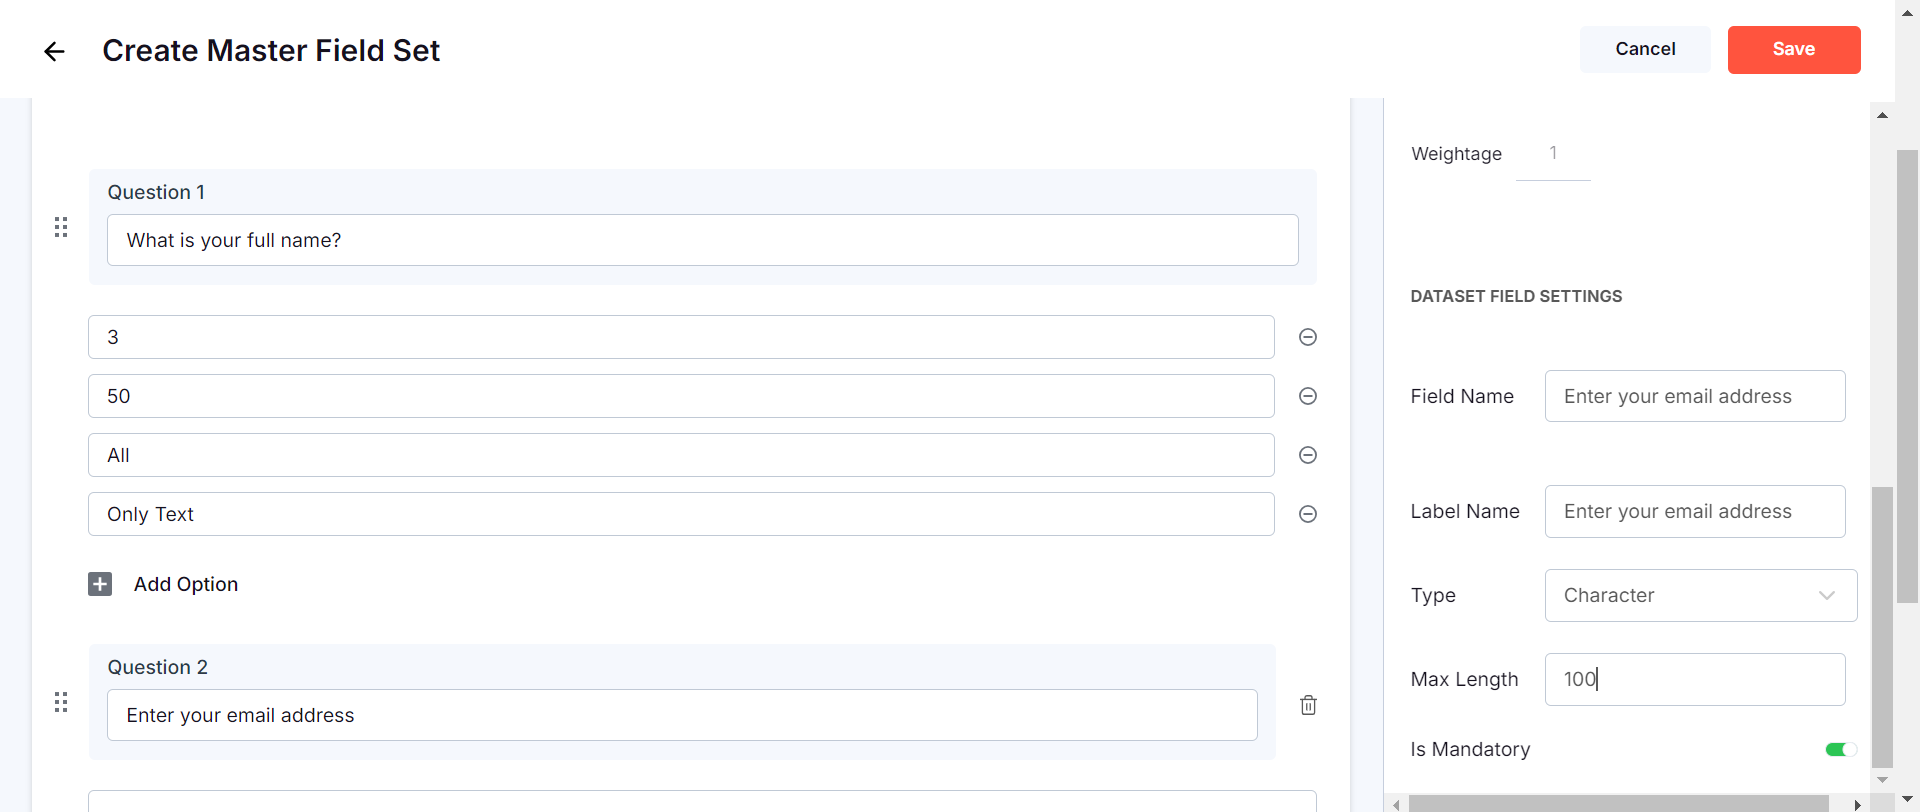 Create Master Field Set
Cancel
Save
Question 1
What is your full name?
3
50
All
Only Text
Add Option
Question 2
Enter your email address
Weightage 1
DATASET FIELD SETTINGS
Field Name Enter your email address
Label Name Enter your email address
Type Character
Max Length 100
Is Mandatory